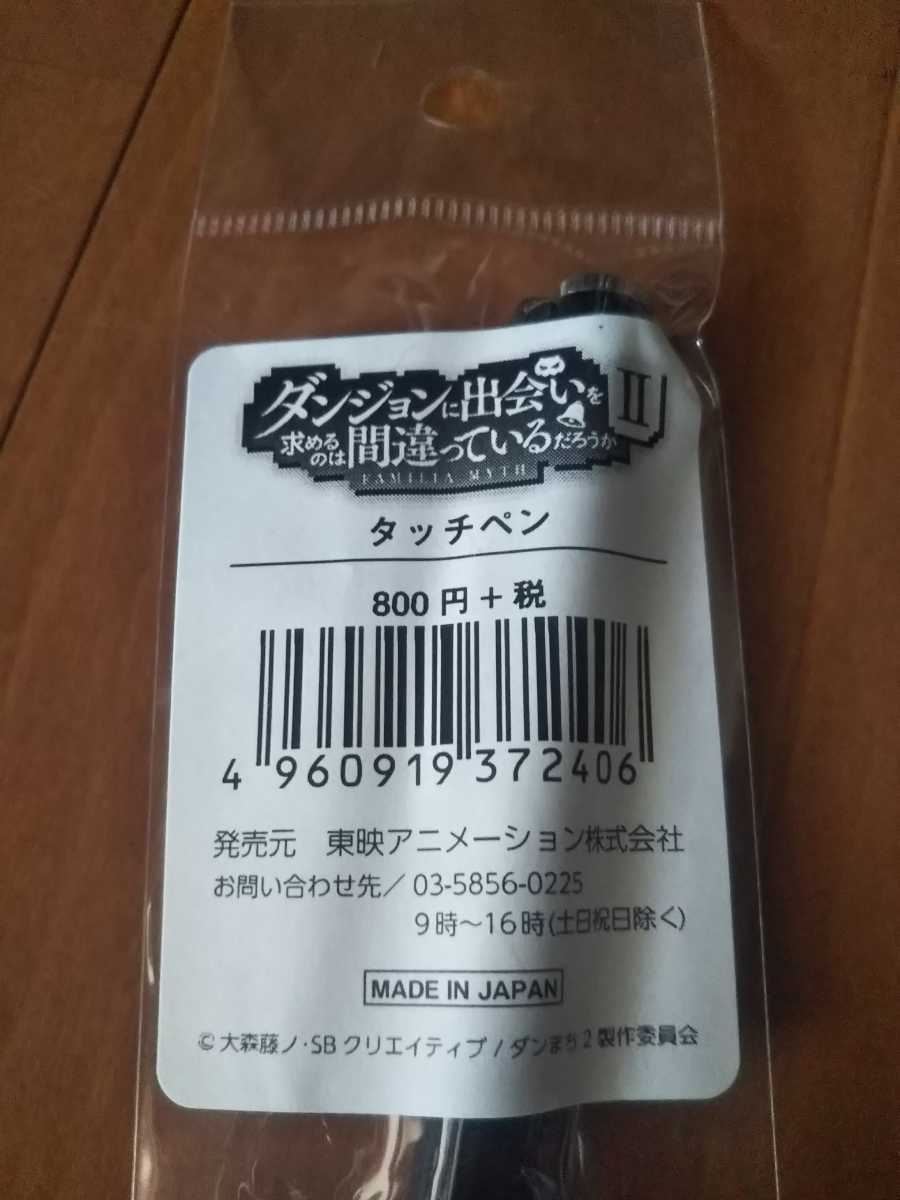 ダンジョンに出会いを II
求めるのは間違っているだろうか
FAMILIA MYTH
タッチペン
800円+税
4 960919 372406
発売元 東映アニメーション株式会社
お問い合わせ先/ 03-5856-0225
9時~16時(土日祝日除く)
MADE IN JAPAN
©大森藤ノ・SBクリエイティブ/ダンまち2製作委員会